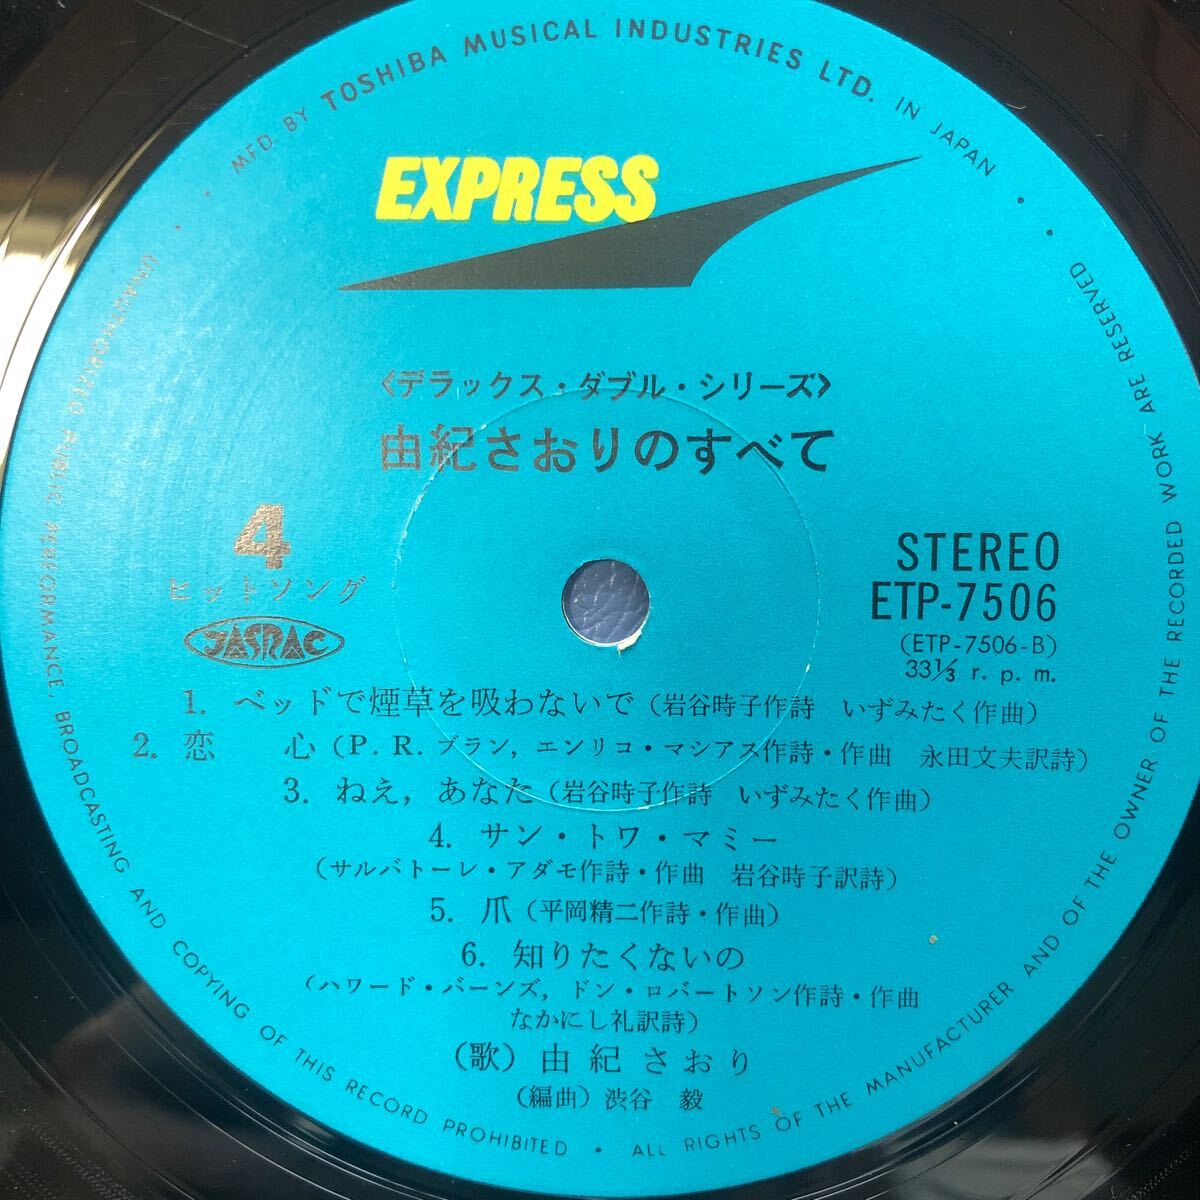 MFD. BY TOSHIBA MUSICAL INDUSTRIES LTD. IN JAPAN
EXPRESS
〈デラックス・ダブル・シリーズ〉
由紀さおりのすべて
4
ヒットソング
JASRAC
STEREO
ETP-7506
(ETP-7506-B)
33⅓ r. p. m.
1. ベッドで煙草を吸わないで(岩谷時子作詩 いずみたく作曲)
2. 恋 心(P. R. ブラン, エンリコ・マシアス作詩・作曲 永田文夫訳詩)
3. ねえ, あなた(岩谷時子作詩 いずみたく作曲)
4. サン・トワ・マミー
(サルバトーレ・アダモ作詩・作曲 岩谷時子訳詩)
5. 爪(平岡精二作詩・作曲)
6. 知りたくないの
(ハワード・バーンズ, ドン・ロバートソン作詩・作曲
なかにし礼訳詩)
(歌) 由紀さおり
(編曲) 渋谷 毅
UNAUTHORIZED PUBLIC PERFORMANCE, BROADCASTING AND COPYING OF THIS RECORD PROHIBITED • ALL RIGHTS OF THE MANUFACTURER AND OF THE OWNER OF THE RECORDED WORK ARE RESERVED